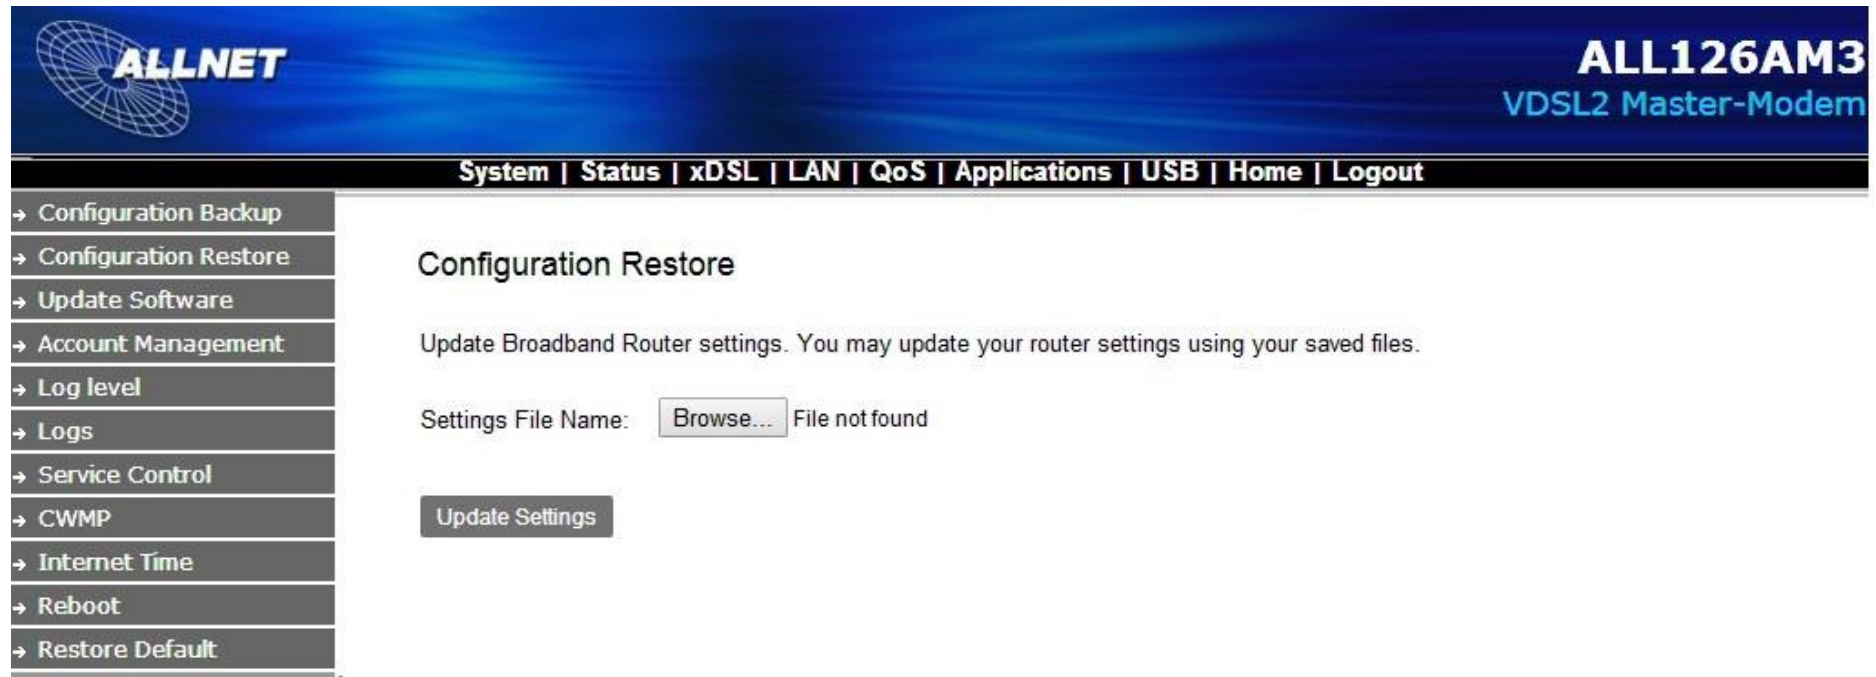 ALLNET
ALL126AM3
VDSL2 Master-Modem
System | Status | xDSL | LAN | QoS | Applications | USB | Home | Logout
Configuration Backup
Configuration Restore
Update Software
Account Management
Log level
Logs
Service Control
CWMP
Internet Time
Reboot
Restore Default
Configuration Restore
Update Broadband Router settings. You may update your router settings using your saved files.
Settings File Name: Browse... File not found
Update Settings